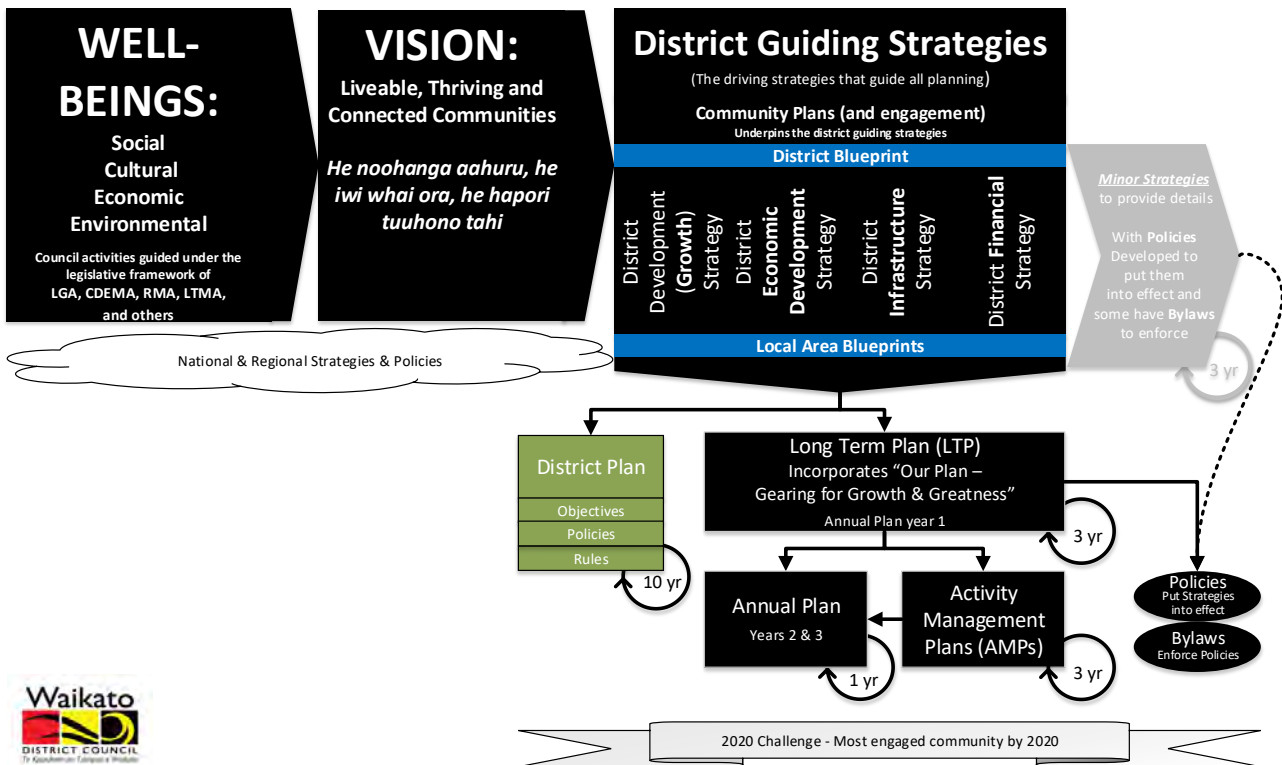 WELL-
BEINGS:
Social
Cultural
Economic
Environmental
Council activities guided under the
legislative framework of
LGA, CDEMA, RMA, LTMA,
and others
VISION:
Liveable, Thriving and
Connected Communities
He noohanga aahuru, he
iwi whai ora, he hapori
tuuhono tahi
National & Regional Strategies & Policies
District Guiding Strategies
(The driving strategies that guide all planning)
Community Plans (and engagement)
Underpins the district guiding strategies
District Blueprint
District
Development
(Growth)
Strategy
District
Economic
Development
Strategy
District
Infrastructure
Strategy
District Financial
Strategy
Local Area Blueprints
Minor Strategies
to provide details
With Policies
Developed to
put them
into effect and
some have Bylaws
to enforce
3 yr
District Plan
Objectives
Policies
Rules
10 yr
Long Term Plan (LTP)
Incorporates “Our Plan –
Gearing for Growth & Greatness”
Annual Plan year 1
3 yr
Annual Plan
Years 2 & 3
1 yr
Activity
Management
Plans (AMPs)
3 yr
Policies
Put Strategies
into effect
Bylaws
Enforce Policies
Waikato
DISTRICT COUNCIL
2020 Challenge - Most engaged community by 2020